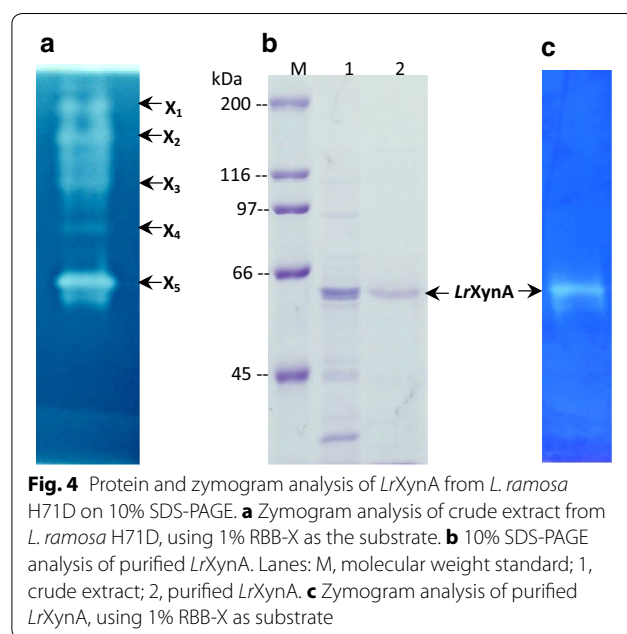 a
b
c
kDa
M 1 2
X₁
X₂
X₃
X₄
X₅
200 --
116 --
97--
66 --
45 --
LrXynA
Fig. 4 Protein and zymogram analysis of LrXynA from L. ramosa
H71D on 10% SDS-PAGE. a Zymogram analysis of crude extract from
L. ramosa H71D, using 1% RBB-X as the substrate. b 10% SDS-PAGE
analysis of purified LrXynA. Lanes: M, molecular weight standard; 1,
crude extract; 2, purified LrXynA. c Zymogram analysis of purified
LrXynA, using 1% RBB-X as substrate